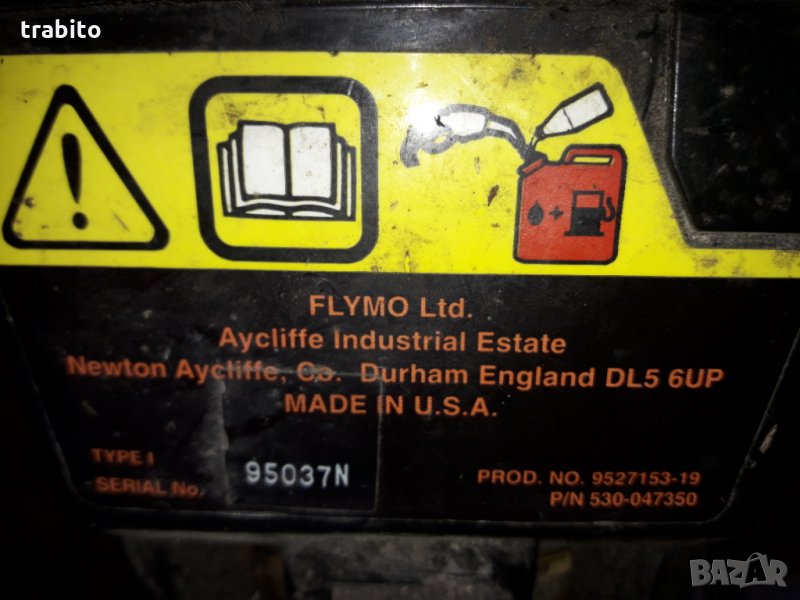 trabito
FLYMO Ltd.
Aycliffe Industrial Estate
Newton Aycliffe, Co. Durham England DL5 6UP
MADE IN U.S.A.
TYPE I
SERIAL No. 95037N
PROD. NO. 9527153-19
P/N 530-047350
BAZAR